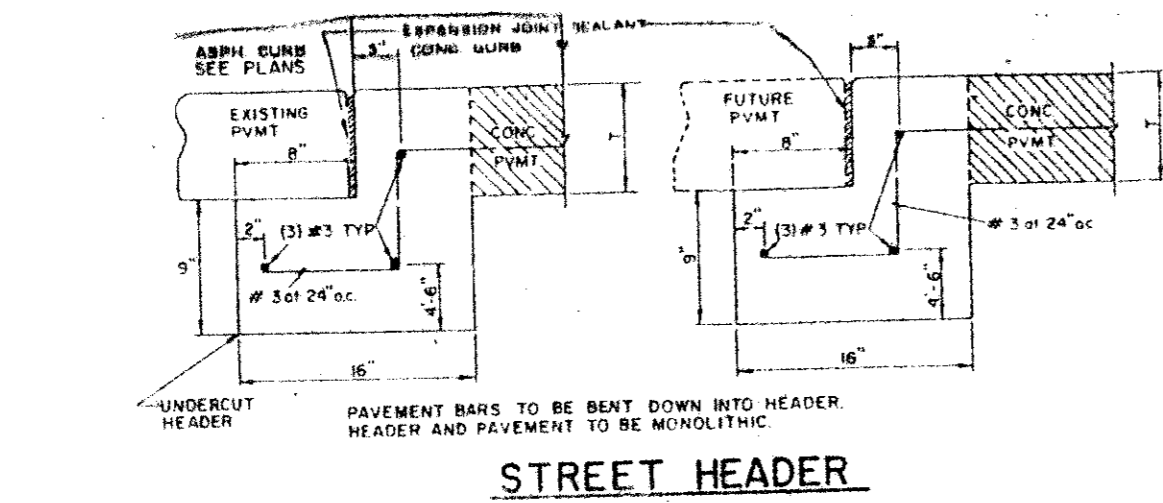 EXPANSION JOINT SEALANT
ASPH. CURB
SEE PLANS
3"
CONC CURB
3"
EXISTING
PVMT
8"
CONC
PVMT
T
FUTURE
PVMT
8"
CONC
PVMT
T
2"
(3) #3 TYP
9"
# 3 at 24" o.c.
4'-6"
16"
2"
(3) #3 TYP
# 3 at 24" oc
9"
4'-6"
16"
UNDERCUT
HEADER
PAVEMENT BARS TO BE BENT DOWN INTO HEADER.
HEADER AND PAVEMENT TO BE MONOLITHIC.
STREET HEADER